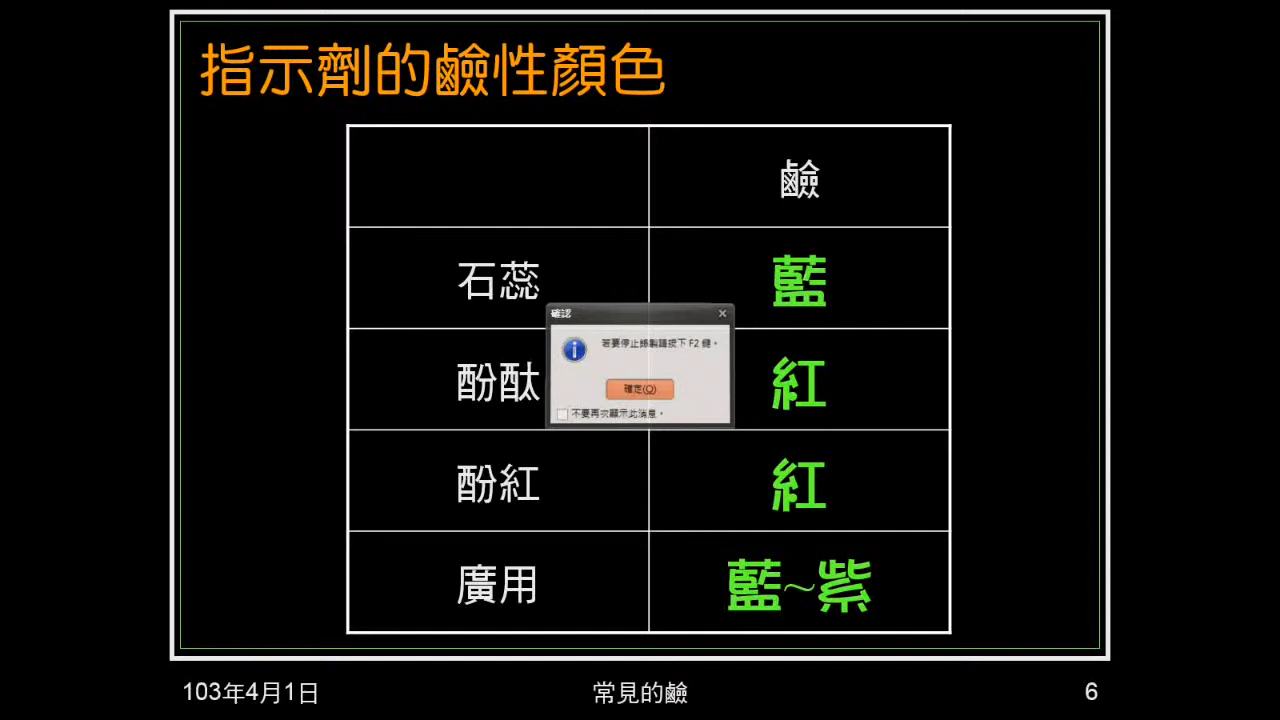 指示劑的鹼性顏色
鹼
石蕊
藍
酚酞
紅
酚紅
紅
廣用
藍~紫
確認
若要停止錄製請按下 F2 鍵。
確定(O)
不要再次顯示此消息。
103年4月1日
常見的鹼
6